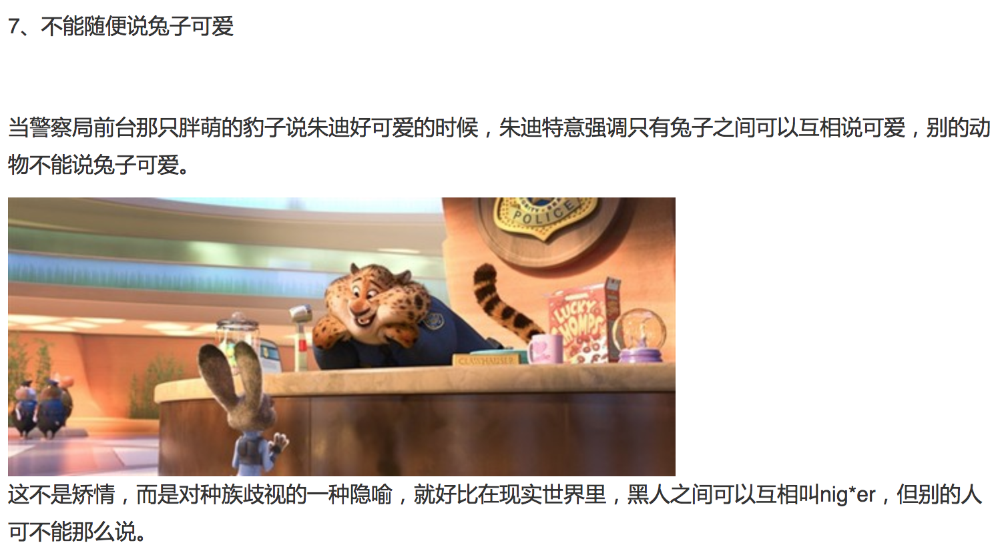 7、不能随便说兔子可爱
当警察局前台那只胖萌的豹子说朱迪好可爱的时候，朱迪特意强调只有兔子之间可以互相说可爱，别的动
物不能说兔子可爱。
POLICE
LUCKY
CHOMPS
CLAWHAUSER
这不是矫情，而是对种族歧视的一种隐喻，就好比在现实世界里，黑人之间可以互相叫nig*er，但别的人
可不能那么说。